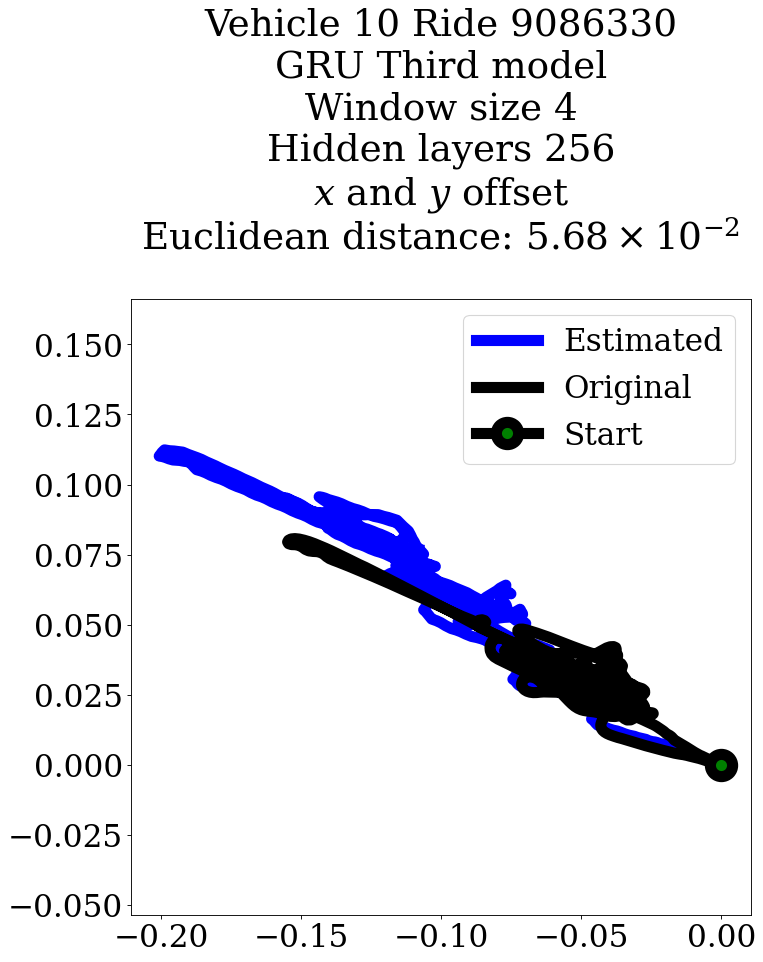 Vehicle 10 Ride 9086330
GRU Third model
Window size 4
Hidden layers 256
x and y offset
Euclidean distance: 5.68 × 10⁻²
Estimated
Original
Start
0.150
0.125
0.100
0.075
0.050
0.025
0.000
−0.025
−0.050
−0.20 −0.15 −0.10 −0.05 0.00